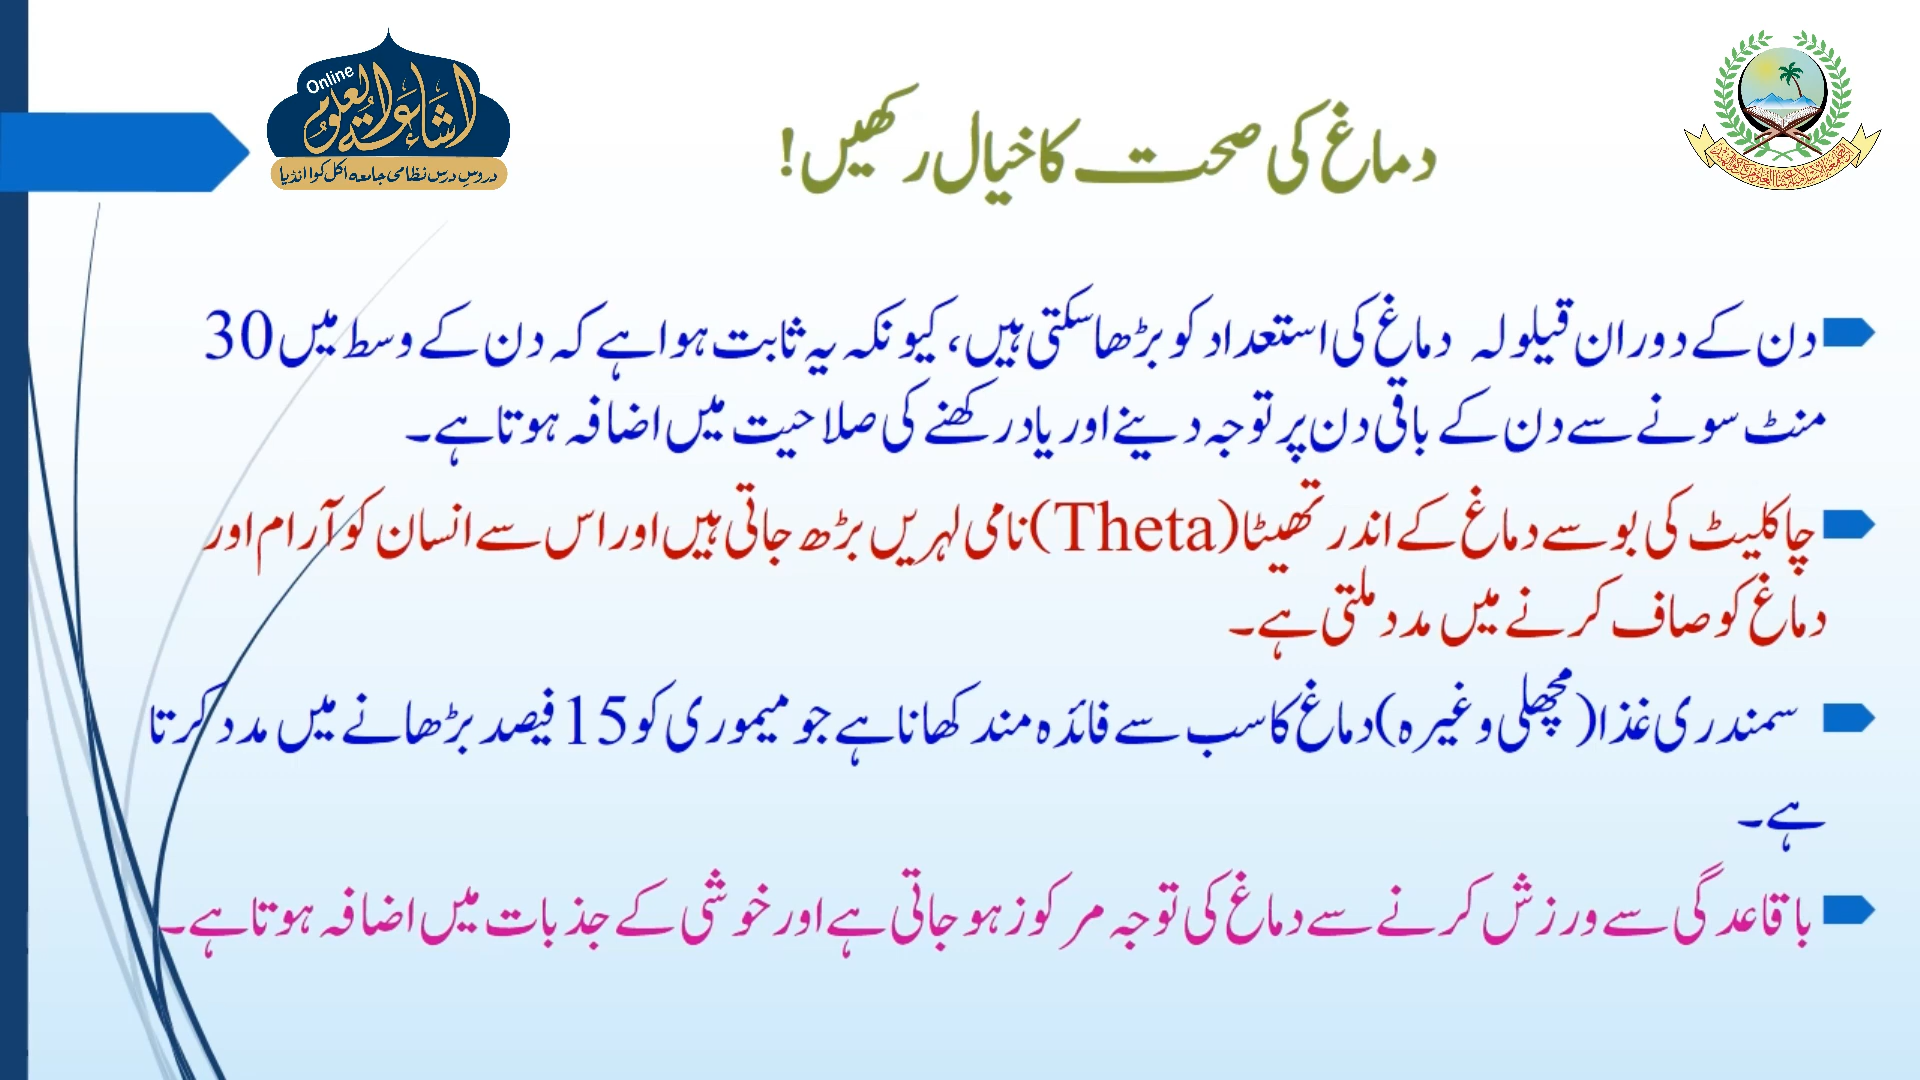 Online
اشاعۃ العلوم
دروس درس نظامی جامعہ اکل کوا انڈیا
دماغ کی صحت کا خیال رکھیں!
دن کے دوران قیلولہ دماغ کی استعداد کو بڑھا سکتی ہیں، کیونکہ یہ ثابت ہوا ہے کہ دن کے وسط میں 30
منٹ سونے سے دن کے باقی دن پر توجہ دینے اور یاد رکھنے کی صلاحیت میں اضافہ ہوتا ہے۔
چاکلیٹ کی بو سے دماغ کے اندر تھیٹا (Theta) نامی لہریں بڑھ جاتی ہیں اور اس سے انسان کو آرام اور
دماغ کو صاف کرنے میں مدد ملتی ہے۔
سمندری غذا (مچھلی وغیرہ) دماغ کا سب سے فائدہ مند کھانا ہے جو میموری کو 15 فیصد بڑھانے میں مدد کرتا
ہے۔
باقاعدگی سے ورزش کرنے سے دماغ کی توجہ مرکوز ہو جاتی ہے اور خوشی کے جذبات میں اضافہ ہوتا ہے۔